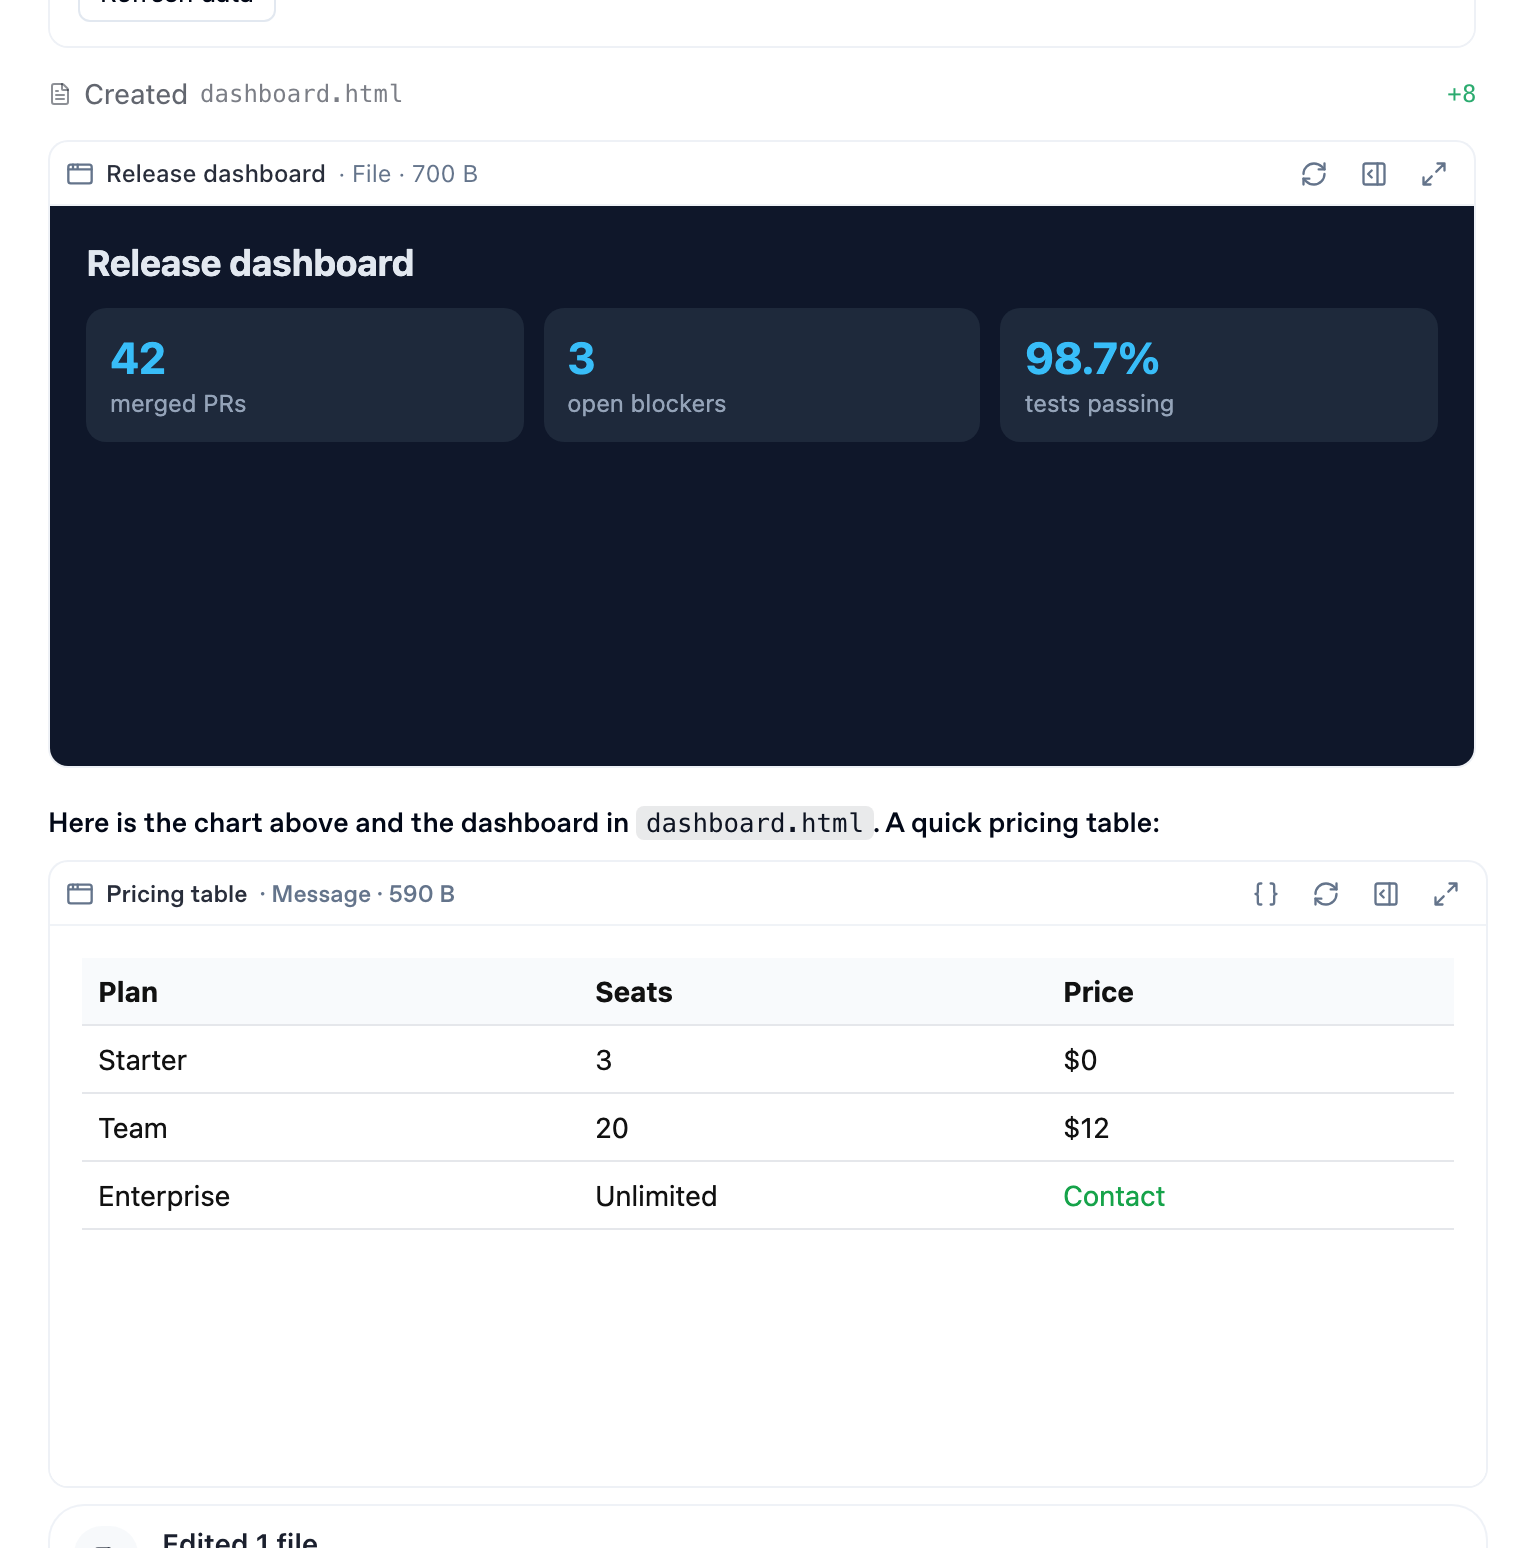 Refresh data
Created dashboard.html
+8
Release dashboard · File · 700 B
Release dashboard
42
merged PRs
3
open blockers
98.7%
tests passing
Here is the chart above and the dashboard in dashboard.html. A quick pricing table:
Pricing table · Message · 590 B
{}
Plan Seats Price
Starter 3 $0
Team 20 $12
Enterprise Unlimited Contact
Edited 1 file